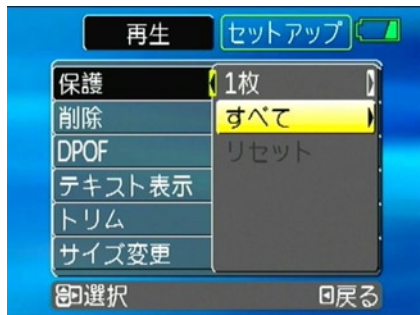 再生 セットアップ
保護 1枚
削除 すべて
DPOF リセット
テキスト表示
トリム
サイズ変更
選択 戻る